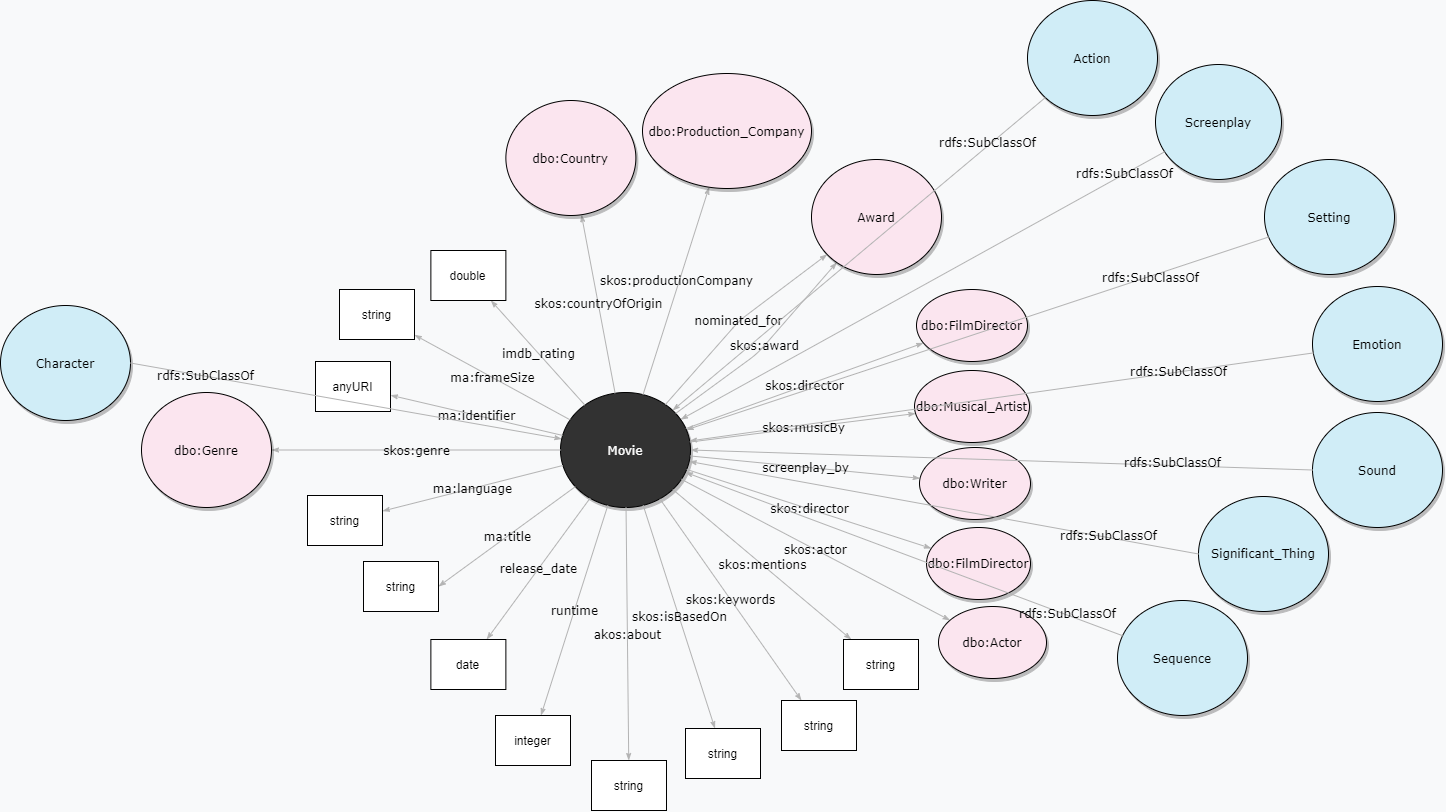 Action
Screenplay
dbo:Production_Company
rdfs:SubClassOf
dbo:Country
rdfs:SubClassOf
Award
Setting
double
skos:productionCompany
rdfs:SubClassOf
skos:countryOfOrigin
string
nominated_for
dbo:FilmDirector
skos:award
Emotion
imdb_rating
Character
rdfs:SubClassOf
ma:frameSize
rdfs:SubClassOf
anyURI
skos:director
dbo:Musical_Artist
ma:Identifier
skos:musicBy
dbo:Genre
skos:genre
Movie
rdfs:SubClassOf
screenplay_by
Sound
ma:language
dbo:Writer
skos:director
string
ma:title
rdfs:SubClassOf
skos:actor
Significant_Thing
release_date
skos:mentions
dbo:FilmDirector
string
skos:keywords
runtime
skos:isBasedOn
rdfs:SubClassOf
akos:about
dbo:Actor
date
string
Sequence
string
integer
string
string